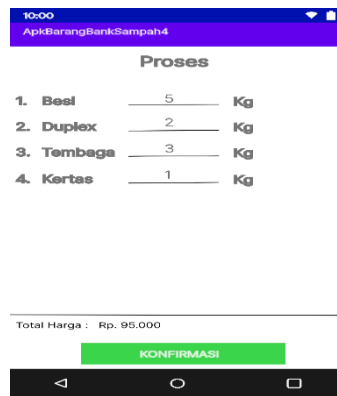 10:00
ApkBarangBankSampah4
Proses
1. Besi 5 Kg
2. Duplex 2 Kg
3. Tembaga 3 Kg
4. Kertas 1 Kg
Total Harga : Rp. 95.000
KONFIRMASI